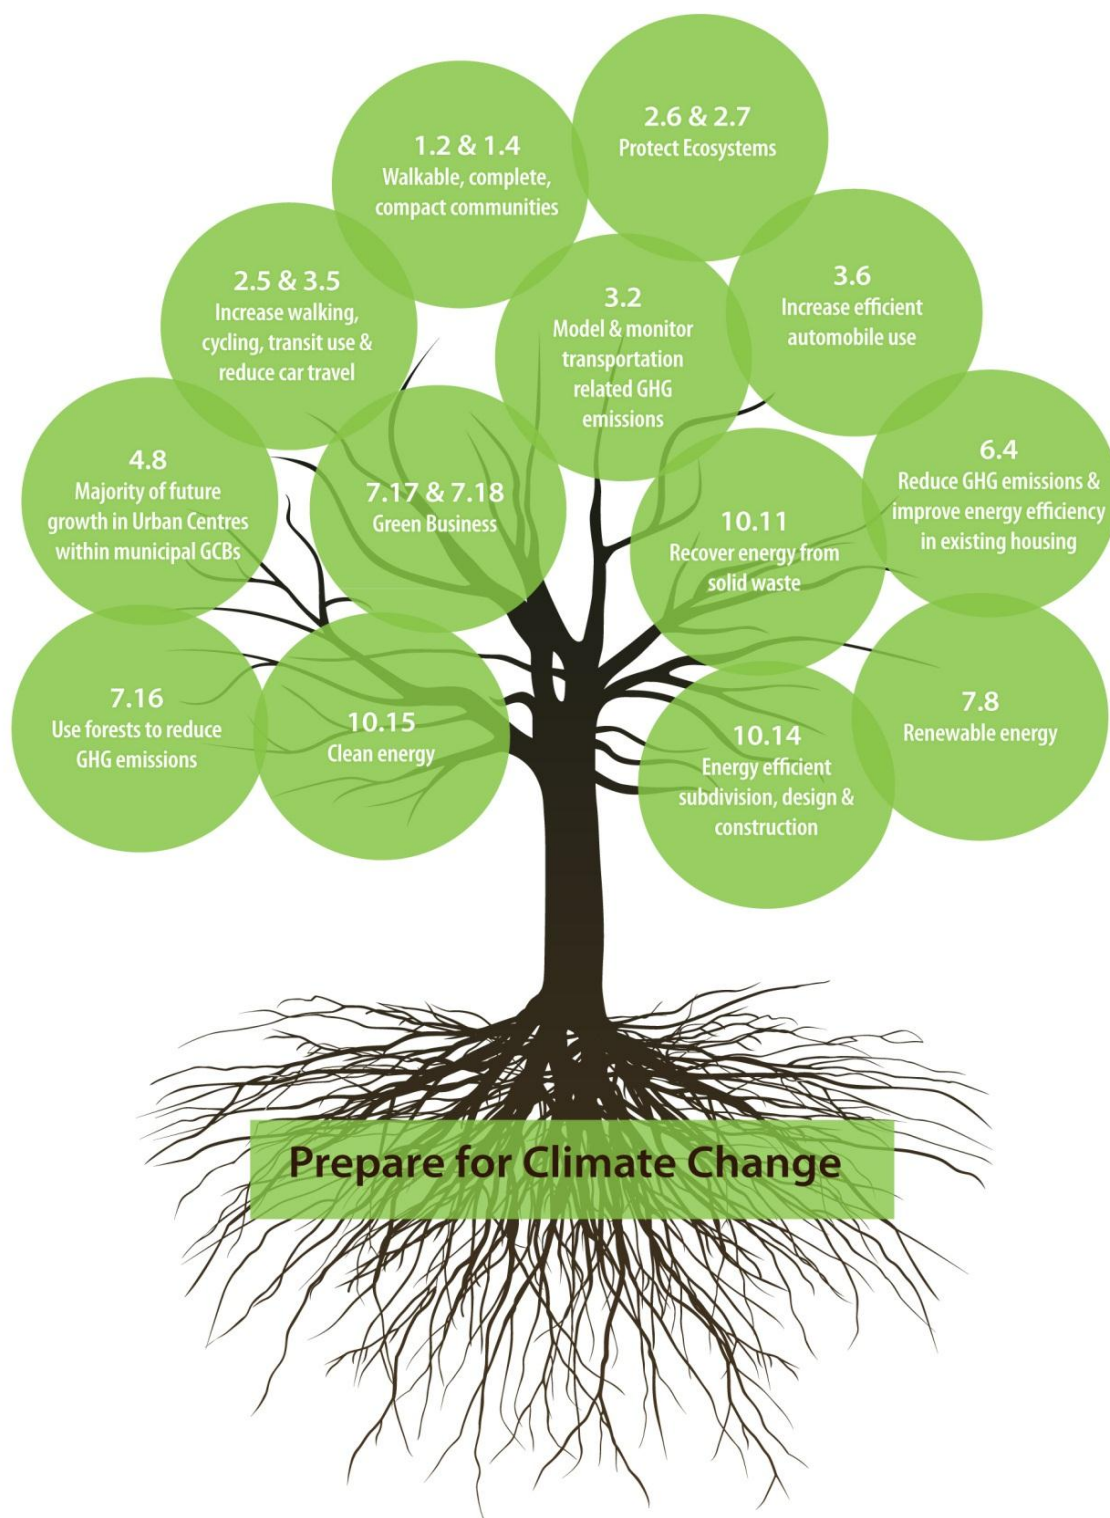 2.6 & 2.7
Protect Ecosystems
1.2 & 1.4
Walkable, complete,
compact communities
2.5 & 3.5
Increase walking,
cycling, transit use &
reduce car travel
3.2
Model & monitor
transportation
related GHG
emissions
3.6
Increase efficient
automobile use
4.8
Majority of future
growth in Urban Centres
within municipal GCBs
7.17 & 7.18
Green Business
10.11
Recover energy from
solid waste
6.4
Reduce GHG emissions &
improve energy efficiency
in existing housing
7.16
Use forests to reduce
GHG emissions
10.15
Clean energy
10.14
Energy efficient
subdivision, design &
construction
7.8
Renewable energy
Prepare for Climate Change